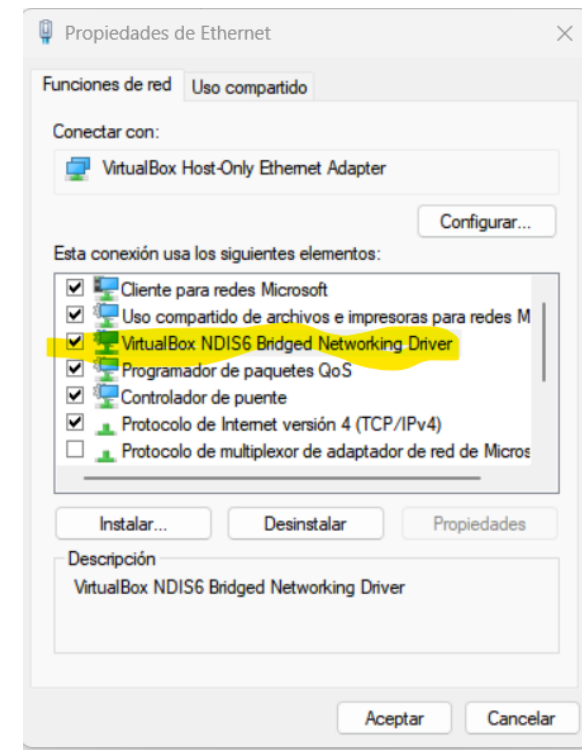 Propiedades de Ethernet
Funciones de red
Uso compartido
Conectar con:
VirtualBox Host-Only Ethernet Adapter
Configurar...
Esta conexión usa los siguientes elementos:
Cliente para redes Microsoft
Uso compartido de archivos e impresoras para redes M
VirtualBox NDIS6 Bridged Networking Driver
Programador de paquetes QoS
Controlador de puente
Protocolo de Internet versión 4 (TCP/IPv4)
Protocolo de multiplexor de adaptador de red de Micros
Instalar...
Desinstalar
Propiedades
Descripción
VirtualBox NDIS6 Bridged Networking Driver
Aceptar
Cancelar